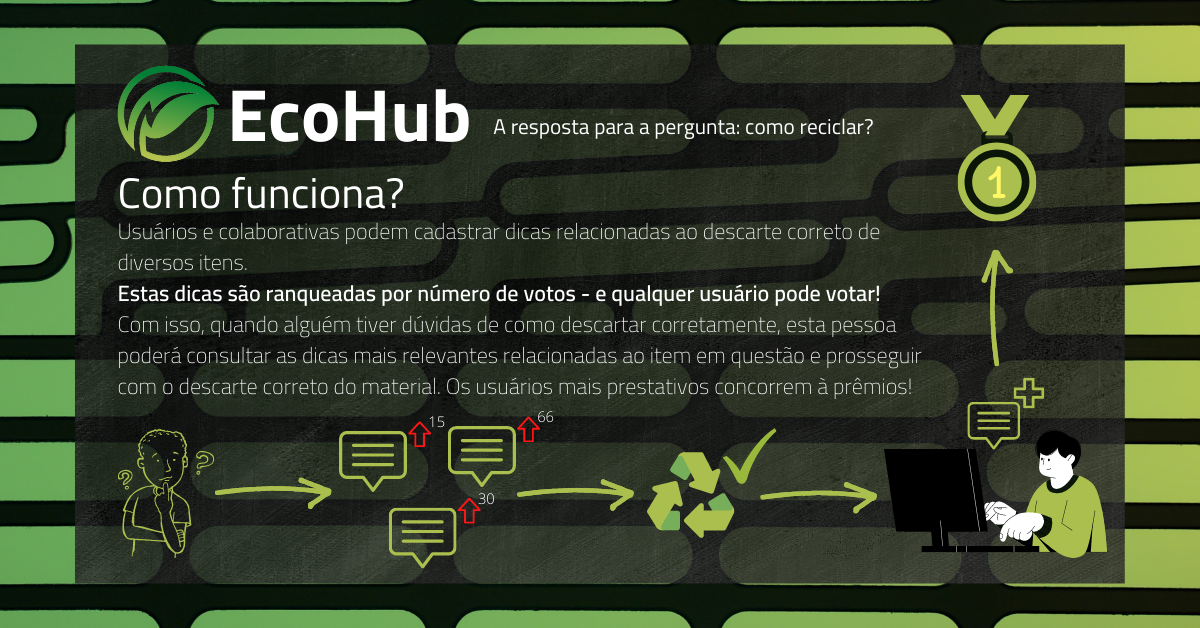 EcoHub
A resposta para a pergunta: como reciclar?
1
Como funciona?
Usuários e colaborativas podem cadastrar dicas relacionadas ao descarte correto de
diversos itens.
Estas dicas são ranqueadas por número de votos - e qualquer usuário pode votar!
Com isso, quando alguém tiver dúvidas de como descartar corretamente, esta pessoa
poderá consultar as dicas mais relevantes relacionadas ao item em questão e prosseguir
com o descarte correto do material. Os usuários mais prestativos concorrem à prêmios!
? ?
15
66
30